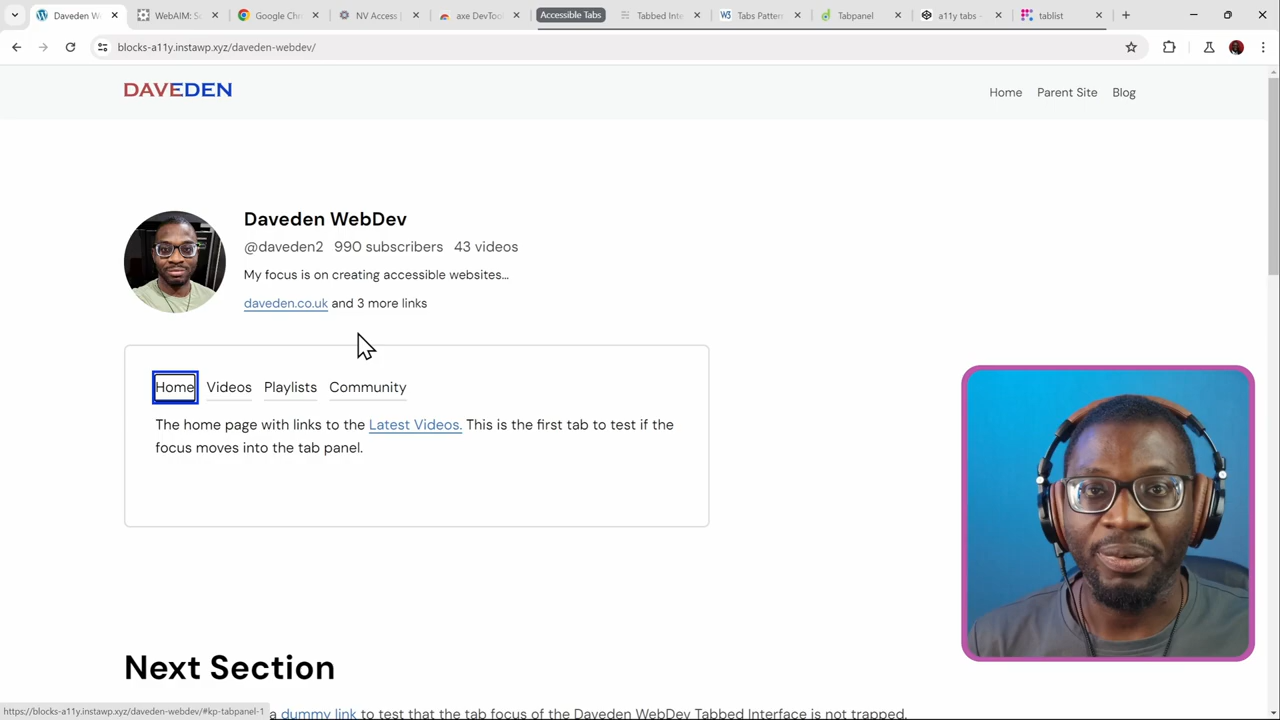 Daveden W
WebAIM: S
Google Chr
NV Access |
axe DevToo
Accessible Tabs
Tabbed Inte
Tabs Pattern
Tabpanel
a11y tabs -
tablist
blocks-a11y.instawp.xyz/daveden-webdev/
DAVEDEN
Home Parent Site Blog
Daveden WebDev
@daveden2 990 subscribers 43 videos
My focus is on creating accessible websites...
daveden.co.uk and 3 more links
Home Videos Playlists Community
The home page with links to the Latest Videos. This is the first tab to test if the
focus moves into the tab panel.
Next Section
https://blocks-a11y.instawp.xyz/daveden-webdev/#kp-tabpanel-1
a dummy link to test that the tab focus of the Daveden WebDev Tabbed Interface is not trapped.